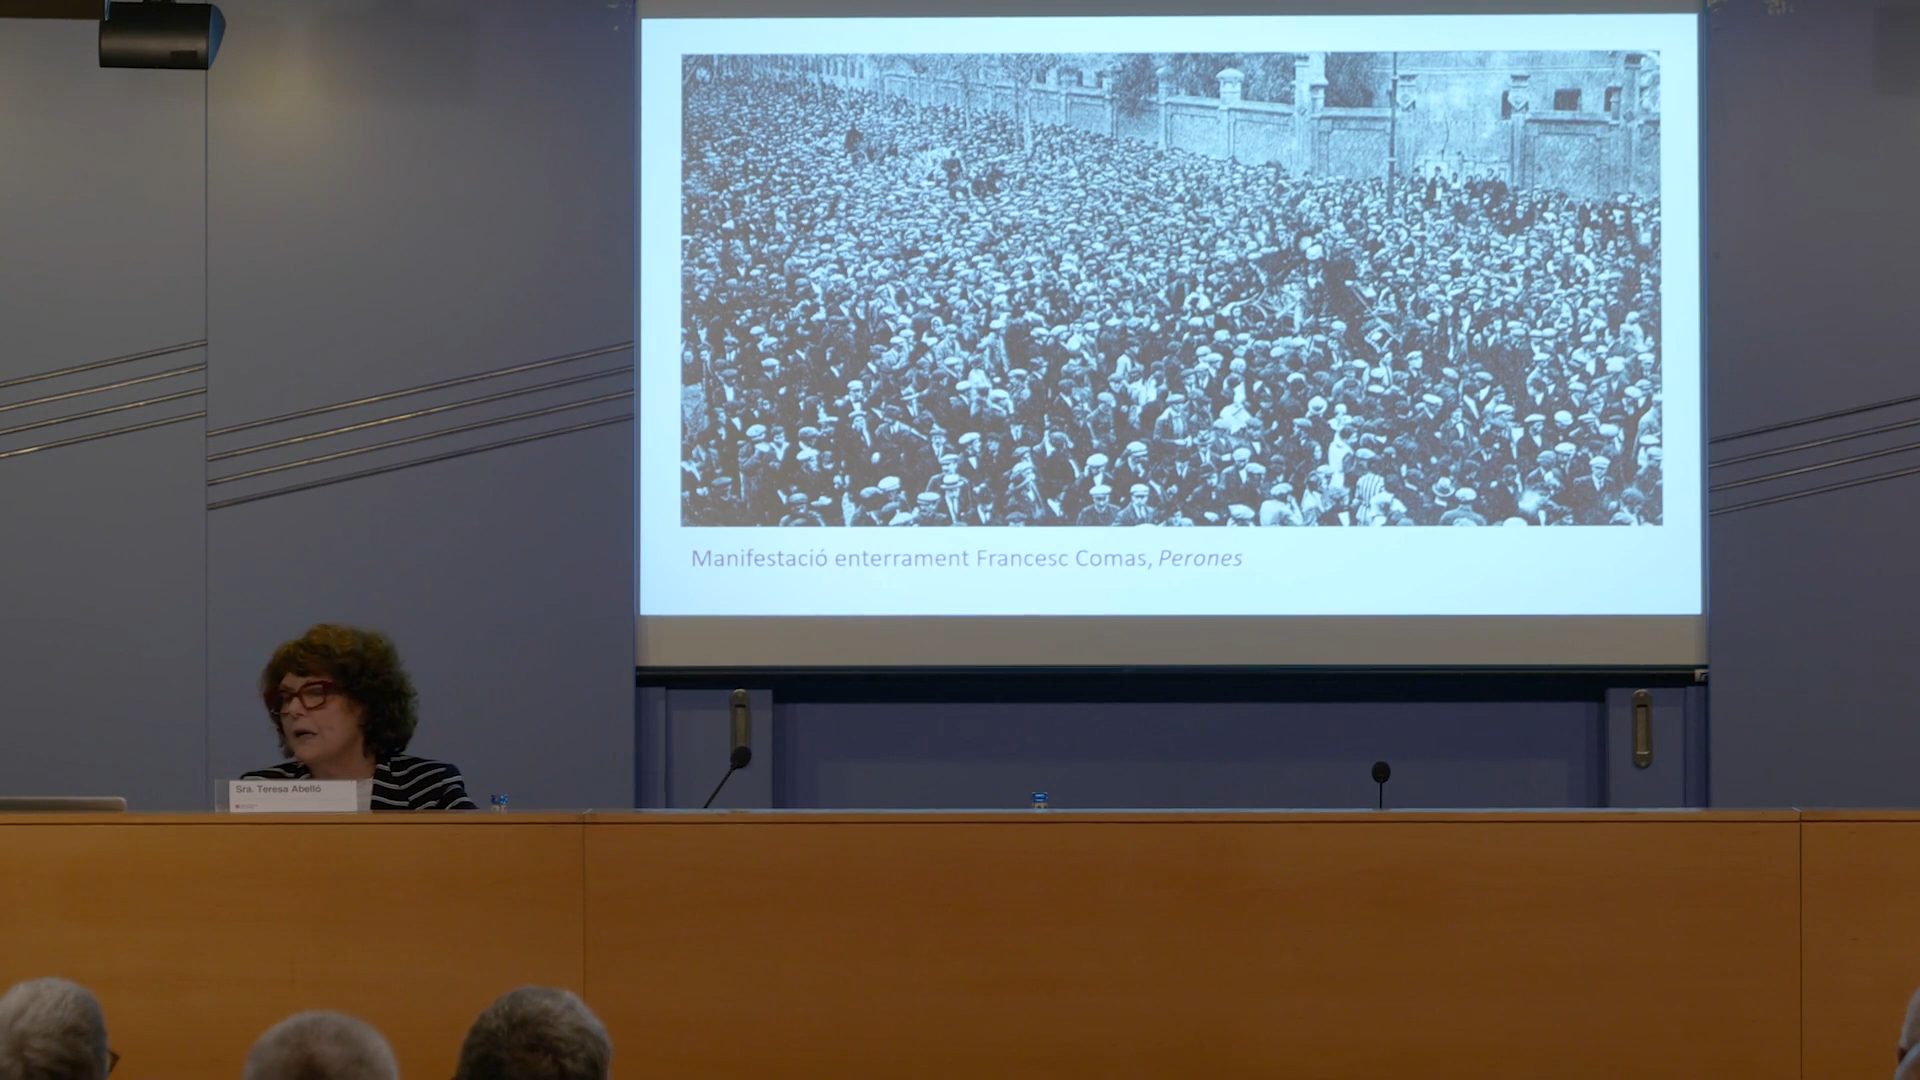 Manifestació enterrament Francesc Comas, Perones
Sra. Teresa Abelló